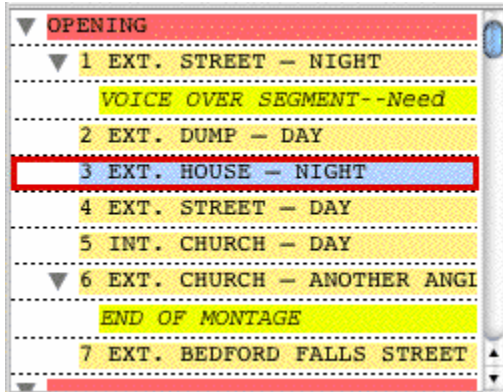 OPENING
1 EXT. STREET — NIGHT
VOICE OVER SEGMENT--Need
2 EXT. DUMP — DAY
3 EXT. HOUSE — NIGHT
4 EXT. STREET — DAY
5 INT. CHURCH — DAY
6 EXT. CHURCH — ANOTHER ANGL
END OF MONTAGE
7 EXT. BEDFORD FALLS STREET